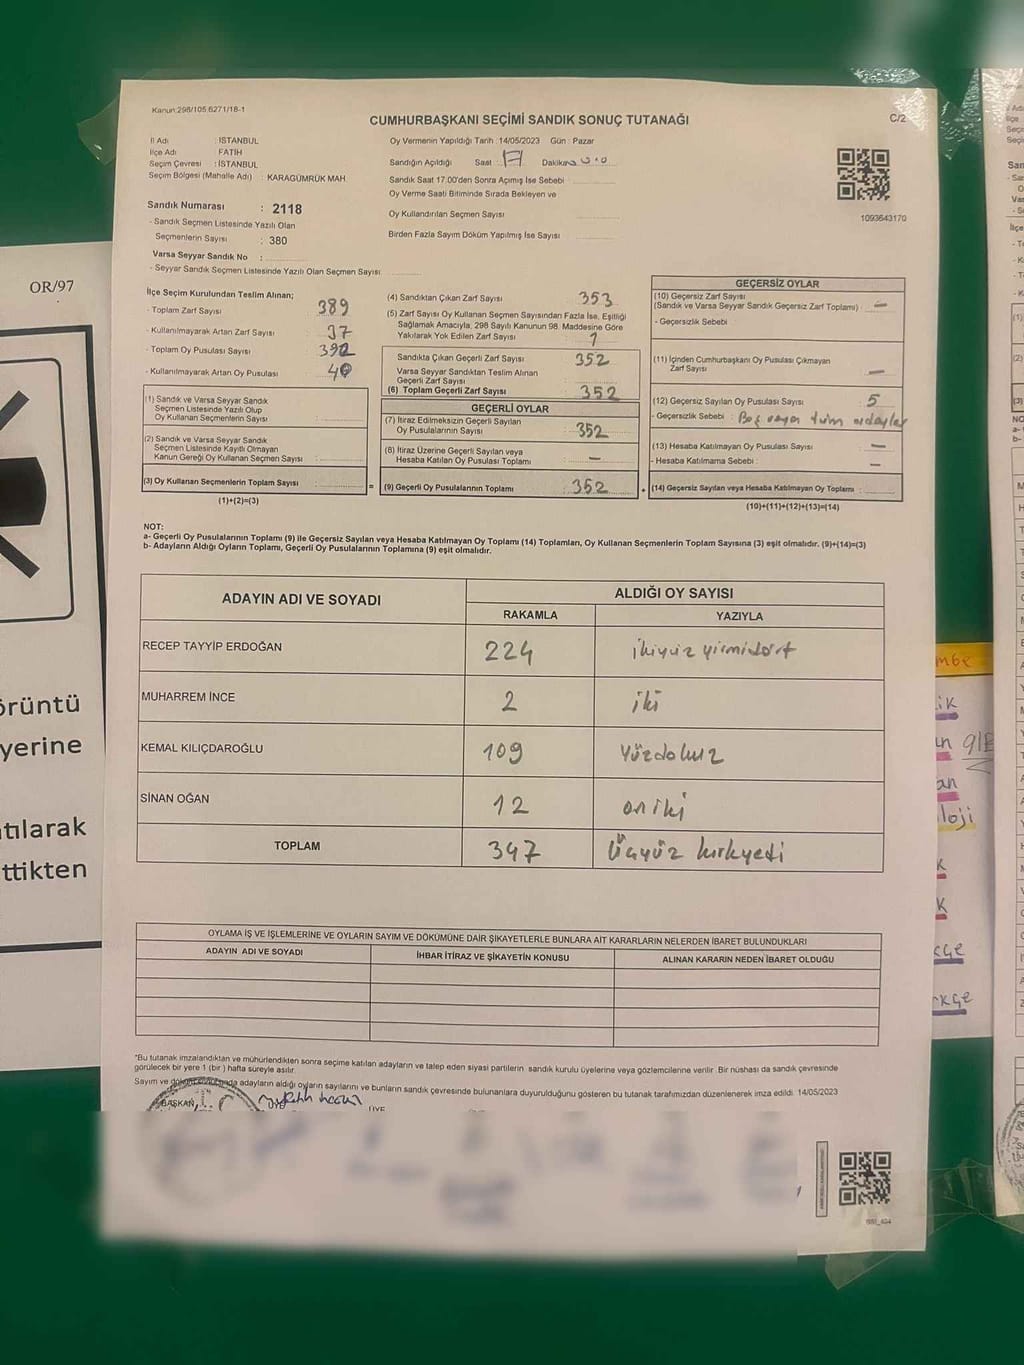 Kanun:298/105 6271/18-1
CUMHURBAŞKANI SEÇİMİ SANDIK SONUÇ TUTANAĞI
C/2
İl Adı : İSTANBUL
İlçe Adı : FATİH
Seçim Çevresi : İSTANBUL
Seçim Bölgesi (Mahalle Adı) : KARAGÜMRÜK MAH.
Sandık Numarası : 2118
- Sandık Seçmen Listesinde Yazılı Olan
Seçmenlerin Sayısı : 380
Varsa Seyyar Sandık No :
- Seyyar Sandık Seçmen Listesinde Yazılı Olan Seçmen Sayısı
Oy Vermenin Yapıldığı Tarih : 14/05/2023 Gün : Pazar
Sandığın Açıldığı Saat : 17 Dakika 00
Sandık Saat 17.00'den Sonra Açımış İse Sebebi
Oy Verme Saati Bitiminde Sırada Bekleyen ve
Oy Kullandırılan Seçmen Sayısı
Birden Fazla Sayım Döküm Yapılmış İse Sayısı
1093643170
İlçe Seçim Kurulundan Teslim Alınan;
- Toplam Zarf Sayısı 389
- Kullanılmayarak Artan Zarf Sayısı 37
- Toplam Oy Pusulası Sayısı 392
- Kullanılmayarak Artan Oy Pusulası 40
(1) Sandık ve Varsa Seyyar Sandık
Seçmen Listesinde Yazılı Olup
Oy Kullanan Seçmenlerin Sayısı
(2) Sandık ve Varsa Seyyar Sandık
Seçmen Listesinde Kayıtlı Olmayan
Kanun Gereği Oy Kullanan Seçmen Sayısı
(3) Oy Kullanan Seçmenlerin Toplam Sayısı
(1)+(2)=(3)
(4) Sandıktan Çıkan Zarf Sayısı 353
(5) Zarf Sayısı Oy Kullanan Seçmen Sayısından Fazla İse, Eşitliği
Sağlamak Amacıyla, 298 Sayılı Kanunun 98. Maddesine Göre
Yakılarak Yok Edilen Zarf Sayısı 1
Sandıkta Çıkan Geçerli Zarf Sayısı 352
Varsa Seyyar Sandıktan Teslim Alınan
Geçerli Zarf Sayısı
(6) Toplam Geçerli Zarf Sayısı 352
GEÇERLİ OYLAR
(7) İtiraz Edilmeksizin Geçerli Sayılan
Oy Pusulalarının Sayısı 352
(8) İtiraz Üzerine Geçerli Sayılan veya
Hesaba Katılan Oy Pusulası Toplamı —
= (9) Geçerli Oy Pusulalarının Toplamı 352 +
GEÇERSİZ OYLAR
(10) Geçersiz Zarf Sayısı
(Sandık ve Varsa Seyyar Sandık Geçersiz Zarf Toplamı) : —
- Geçersizlik Sebebi :
(11) İçinden Cumhurbaşkanı Oy Pusulası Çıkmayan
Zarf Sayısı —
(12) Geçersiz Sayılan Oy Pusulası Sayısı 5
- Geçersizlik Sebebi : Boş veya tüm adaylar
(13) Hesaba Katılmayan Oy Pusulası Sayısı —
- Hesaba Katılmama Sebebi : —
(14) Geçersiz Sayılan veya Hesaba Katılmayan Oy Toplamı :
(10)+(11)+(12)+(13)=(14)
NOT:
a- Geçerli Oy Pusulalarının Toplamı (9) ile Geçersiz Sayılan veya Hesaba Katılmayan Oy Toplamı (14) Toplamları, Oy Kullanan Seçmenlerin Toplam Sayısına (3) eşit olmalıdır. (9)+(14)=(3)
b- Adayların Aldığı Oyların Toplamı, Geçerli Oy Pusulalarının Toplamına (9) eşit olmalıdır.
ADAYIN ADI VE SOYADI
ALDIĞI OY SAYISI
RAKAMLA YAZIYLA
RECEP TAYYİP ERDOĞAN 224 ikiyüz yirmidört
MUHARREM İNCE 2 iki
KEMAL KILIÇDAROĞLU 109 Yüzdokuz
SİNAN OĞAN 12 oniki
TOPLAM 347 Üçyüz kırkyedi
OYLAMA İŞ VE İŞLEMLERİNE VE OYLARIN SAYIM VE DÖKÜMÜNE DAİR ŞİKAYETLERLE BUNLARA AİT KARARLARIN NELERDEN İBARET BULUNDUKLARI
ADAYIN ADI VE SOYADI İHBAR İTİRAZ VE ŞİKAYETİN KONUSU ALINAN KARARIN NEDEN İBARET OLDUĞU
*Bu tutanak imzalandıktan ve mühürlendikten sonra seçime katılan adayların ve talep eden siyasi partilerin sandık kurulu üyelerine veya gözlemcilerine verilir. Bir nüshası da sandık çevresinde
görülecek bir yere 1 (bir) hafta süreyle asılır.
Sayım ve dökümünde adayların aldığı oyların sayılarını ve bunların sandık çevresinde bulunanlara duyurulduğunu gösteren bu tutanak tarafımızdan düzenlenerek imza edildi. 14/05/2023
BAŞKAN
ÜYE
ÜYE
OR/97
örüntü
yerine
tılarak
ttikten